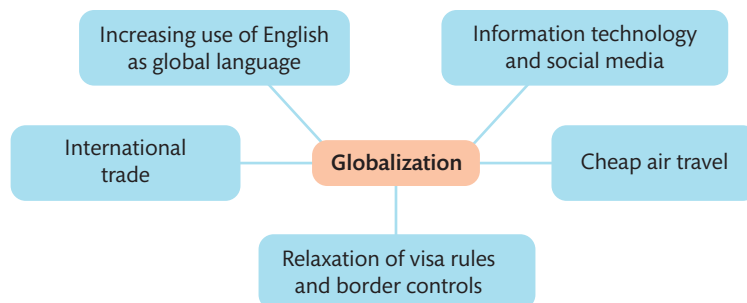 Increasing use of English
as global language
Information technology
and social media
International
trade
Globalization
Cheap air travel
Relaxation of visa rules
and border controls